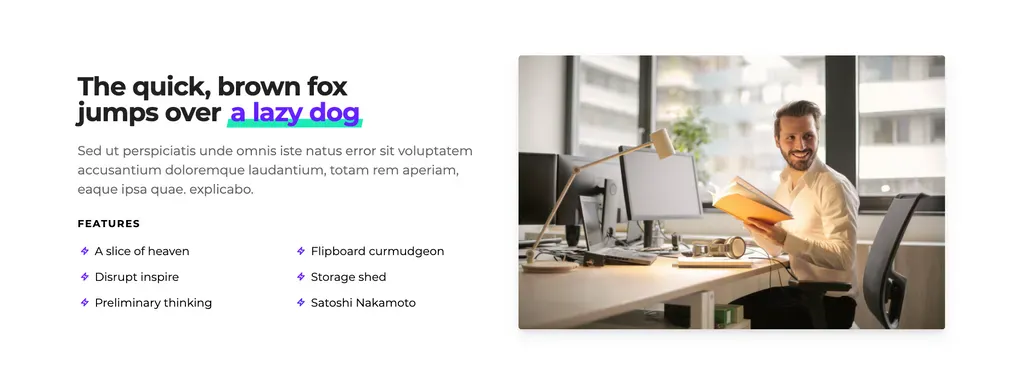 The quick, brown fox
jumps over a lazy dog
Sed ut perspiciatis unde omnis iste natus error sit voluptatem
accusantium doloremque laudantium, totam rem aperiam,
eaque ipsa quae. explicabo.
FEATURES
A slice of heaven
Flipboard curmudgeon
Disrupt inspire
Storage shed
Preliminary thinking
Satoshi Nakamoto